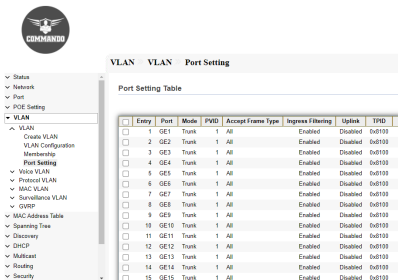 COMMANDO
VLAN VLAN Port Setting
Status
Network
Port
POE Setting
VLAN
VLAN
Create VLAN
VLAN Configuration
Membership
Port Setting
Voice VLAN
Protocol VLAN
MAC VLAN
Surveillance VLAN
GVRP
MAC Address Table
Spanning Tree
Discovery
DHCP
Multicast
Routing
Security
Port Setting Table
Entry Port Mode PVID Accept Frame Type Ingress Filtering Uplink TPID
1 GE1 Trunk 1 All Enabled Disabled 0x8100
2 GE2 Trunk 1 All Enabled Disabled 0x8100
3 GE3 Trunk 1 All Enabled Disabled 0x8100
4 GE4 Trunk 1 All Enabled Disabled 0x8100
5 GE5 Trunk 1 All Enabled Disabled 0x8100
6 GE6 Trunk 1 All Enabled Disabled 0x8100
7 GE7 Trunk 1 All Enabled Disabled 0x8100
8 GE8 Trunk 1 All Enabled Disabled 0x8100
9 GE9 Trunk 1 All Enabled Disabled 0x8100
10 GE10 Trunk 1 All Enabled Disabled 0x8100
11 GE11 Trunk 1 All Enabled Disabled 0x8100
12 GE12 Trunk 1 All Enabled Disabled 0x8100
13 GE13 Trunk 1 All Enabled Disabled 0x8100
14 GE14 Trunk 1 All Enabled Disabled 0x8100
15 GE15 Trunk 1 All Enabled Disabled 0x8100